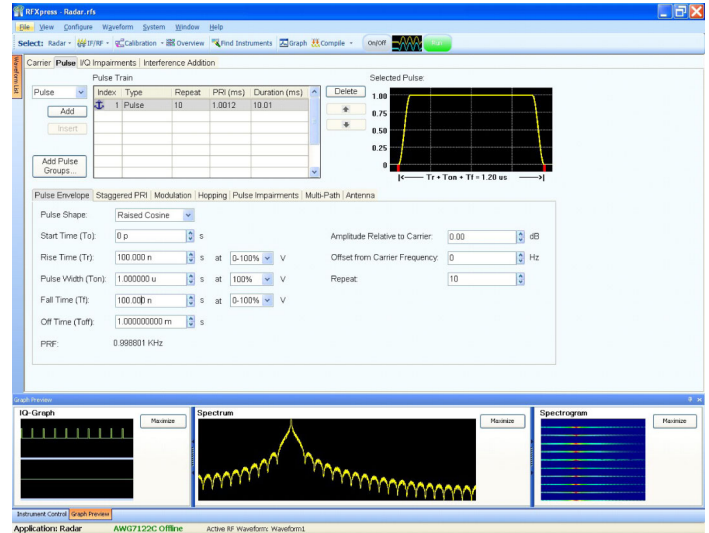 RFXpress - Radar.rfs
File View Configure Waveform System Window Help
Select: Radar IF/RF Calibration Overview Find Instruments Graph Compile On/Off Run
Waveform List
Carrier Pulse I/Q Impairments Interference Addition
Pulse Train
Selected Pulse:
Pulse
Index Type Repeat PRI (ms) Duration (ms)
1 Pulse 10 1.0012 10.01
Add
Insert
Add Pulse
Groups...
Delete
1.00
0.75
0.50
0.25
0
|<—— Tr + Ton + Tf = 1.20 us ——>|
Pulse Envelope Staggered PRI Modulation Hopping Pulse Impairments Multi-Path Antenna
Pulse Shape: Raised Cosine
Start Time (To): 0 p s Amplitude Relative to Carrier: 0.00 dB
Rise Time (Tr): 100.000 n s at 0-100% V Offset from Carrier Frequency: 0 Hz
Pulse Width (Ton): 1.000000 u s at 100% V Repeat: 10
Fall Time (Tf): 100.000 n s at 0-100% V
Off Time (Toff): 1.000000000 m s
PRF: 0.998801 KHz
Graph Preview
IQ-Graph Maximize Spectrum Maximize Spectrogram Maximize
Instrument Control Graph Preview
Application: Radar AWG7122C Offline Active RF Waveform: Waveform1